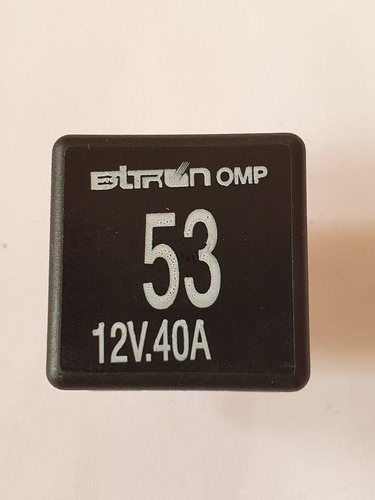 BITRON OMP
53
12V.40A